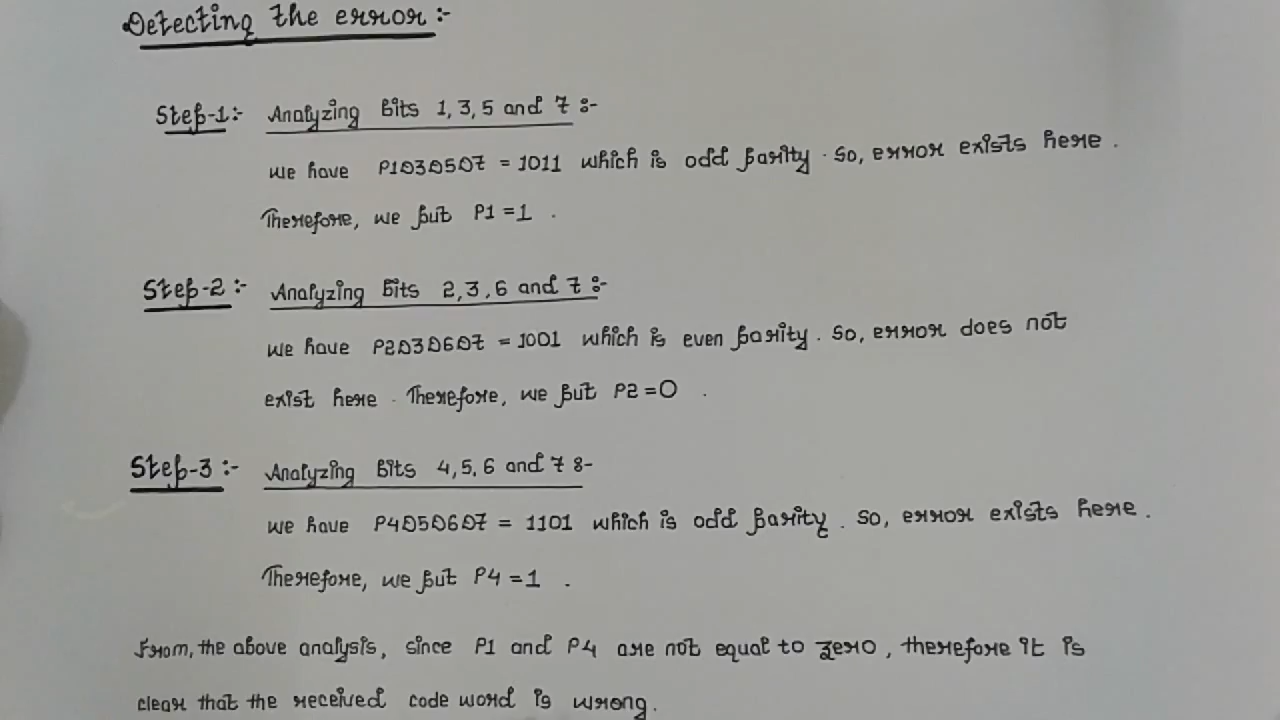 Detecting the error :-
Step-1:- Analyzing Bits 1, 3, 5 and 7 :-
We have P1D3D5D7 = 1011 which is odd parity . So, error exists here .
Therefore, we put P1 = 1 .
Step-2 :- Analyzing Bits 2, 3, 6 and 7 :-
We have P2D3D6D7 = 1001 which is even parity . So, error does not
exist here . Therefore, we put P2 = 0 .
Step-3 :- Analyzing Bits 4, 5, 6 and 7 :-
We have P4D5D6D7 = 1101 which is odd parity . So, error exists here .
Therefore, we put P4 = 1 .
From, the above analysis, since P1 and P4 are not equal to zero , therefore it is
clear that the received code word is wrong .